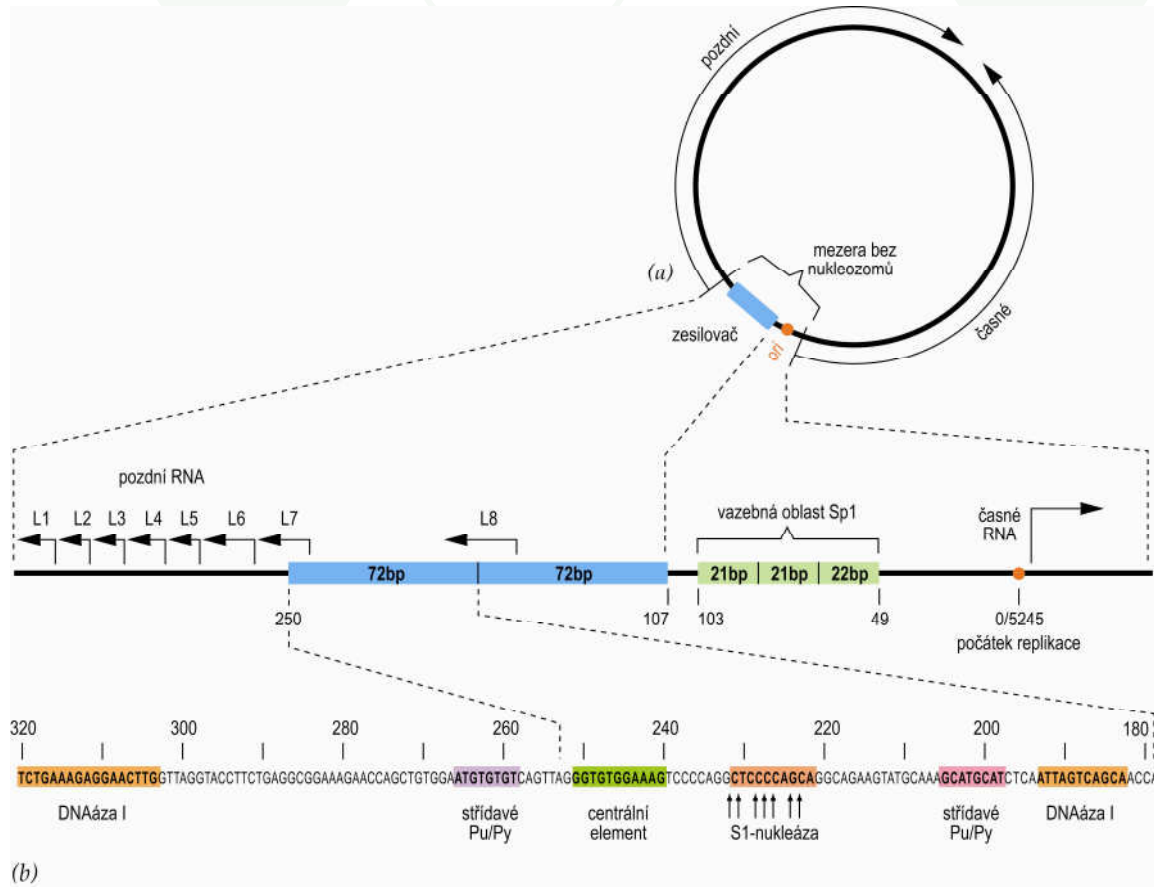 pozdní
mezera bez
nukleozomů
(a)
zesilovač
ori
časné
pozdní RNA
L1 L2 L3 L4 L5 L6 L7 L8
vazebná oblast Sp1
časné
RNA
72bp 72bp 21bp 21bp 22bp
250 107 103 49 0/5245
počátek replikace
320 300 280 260 240 220 200 180
TCTGAAAGAGGAACTTGGTTAGGTACCTTCTGAGGCGGAAAGAACCAGCTGTGGAATGTGTGTCAGTTAGGGTGTGGAAAGTCCCCAGGCTCCCCAGCAGGCAGAAGTATGCAAAGCATGCATCTCAATTAGTCAGCAACCA
DNAáza I střídavé centrální S1-nukleáza střídavé DNAáza I
Pu/Py element Pu/Py
(b)